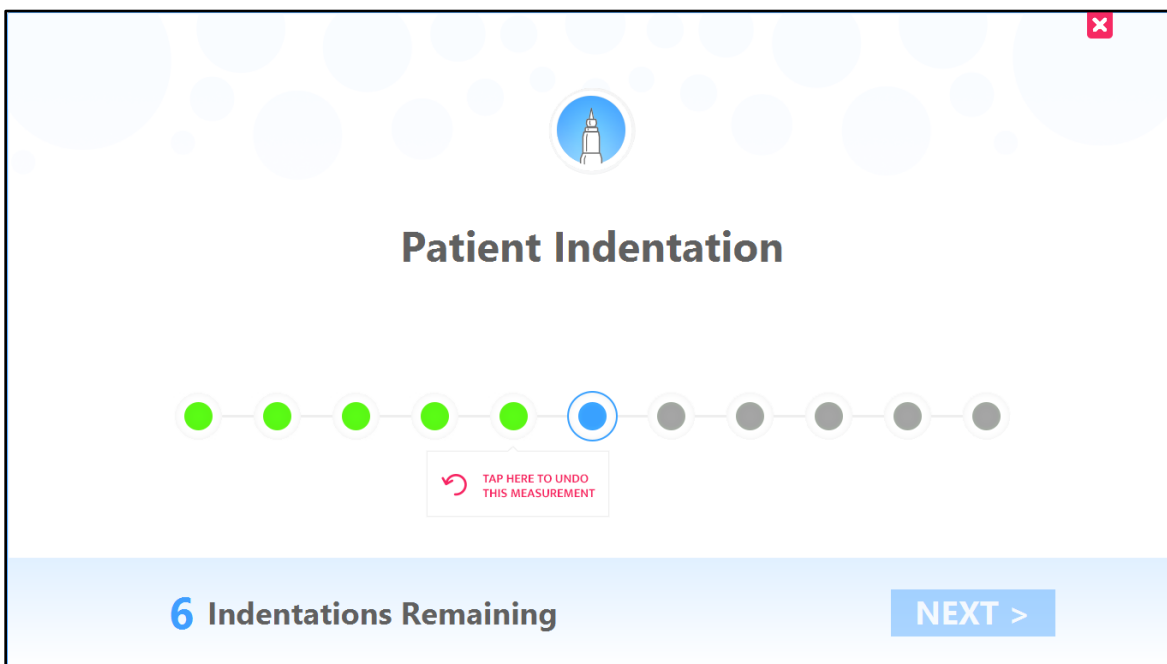 Patient Indentation
TAP HERE TO UNDO
THIS MEASUREMENT
6 Indentations Remaining
NEXT >